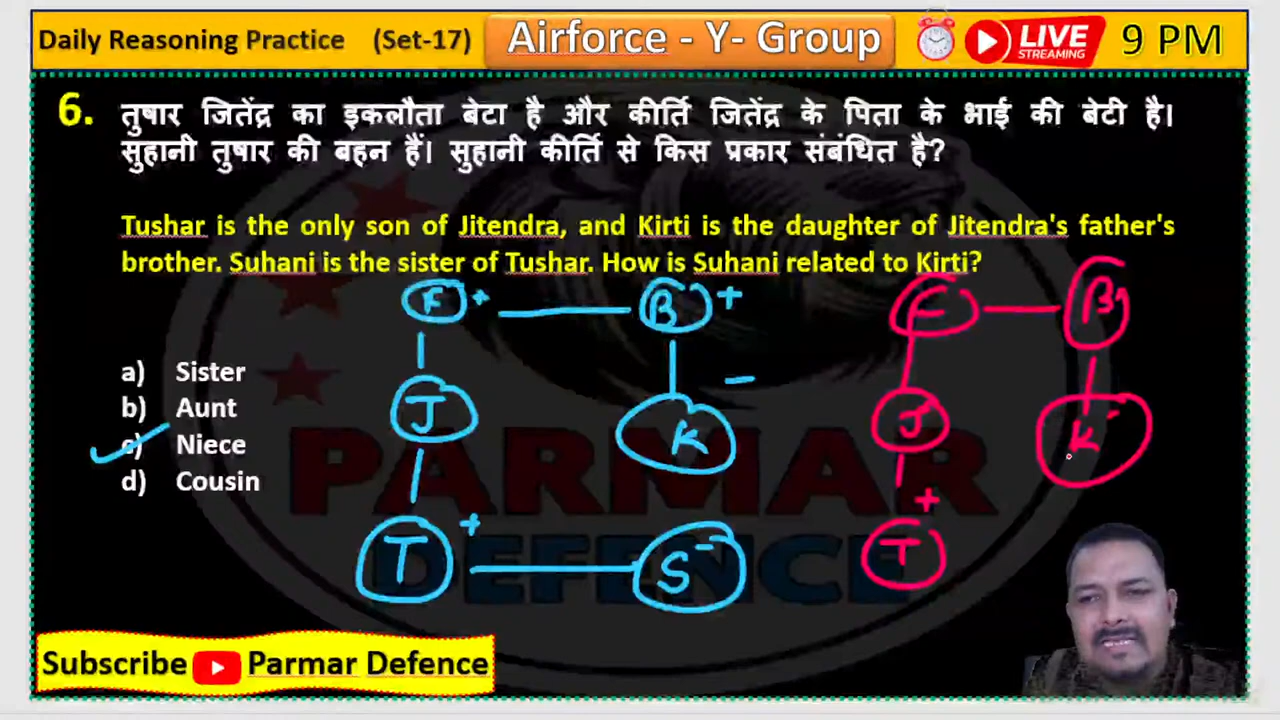 Daily Reasoning Practice (Set-17) Airforce - Y- Group LIVE STREAMING 9 PM
6. तुषार जितेंद्र का इकलौता बेटा है और कीर्ति जितेंद्र के पिता के भाई की बेटी है।
सुहानी तुषार की बहन हैं। सुहानी कीर्ति से किस प्रकार संबंधित है?
Tushar is the only son of Jitendra, and Kirti is the daughter of Jitendra's father's
brother. Suhani is the sister of Tushar. How is Suhani related to Kirti?
F + B + F B
a) Sister
b) Aunt
c) Niece
d) Cousin
J K - J K -
T + S - T +
PARMAR
DEFENCE
Subscribe Parmar Defence